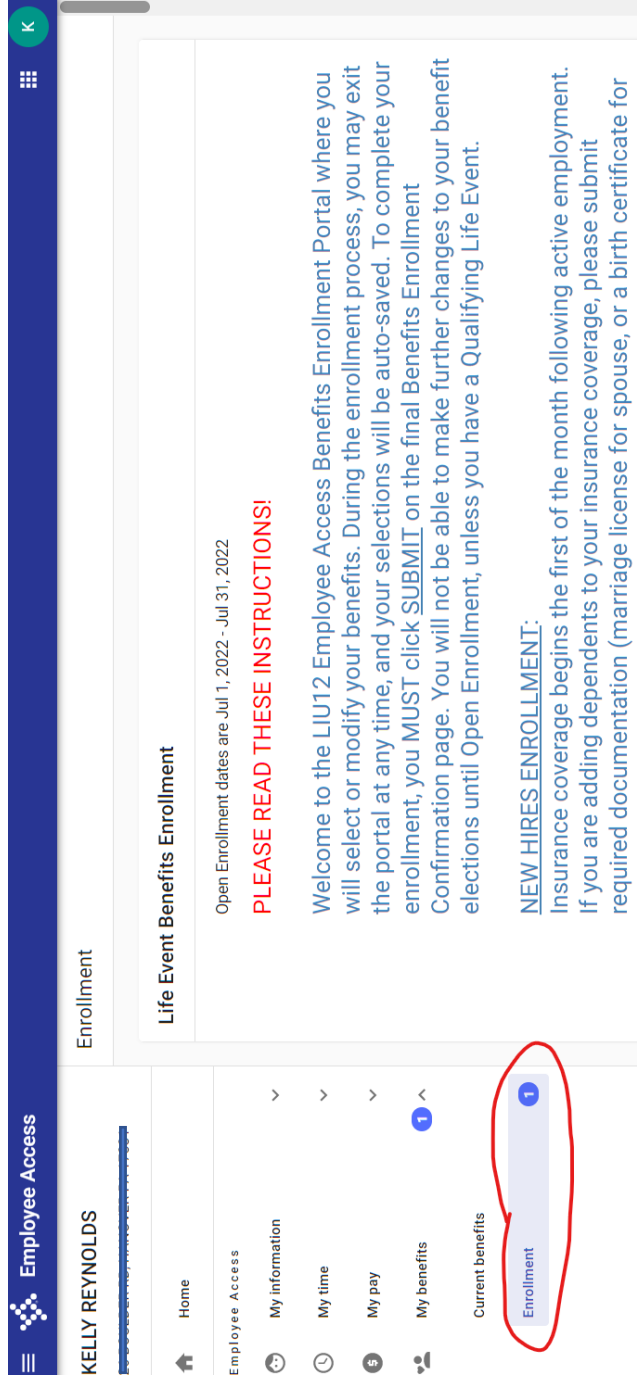 Employee Access
K
KELLY REYNOLDS
Home
Employee Access
My information
My time
My pay
My benefits
1
Current benefits
Enrollment
1
Enrollment
Life Event Benefits Enrollment
Open Enrollment dates are Jul 1, 2022 - Jul 31, 2022
PLEASE READ THESE INSTRUCTIONS!
Welcome to the LIU12 Employee Access Benefits Enrollment Portal where you
will select or modify your benefits. During the enrollment process, you may exit
the portal at any time, and your selections will be auto-saved. To complete your
enrollment, you MUST click SUBMIT on the final Benefits Enrollment
Confirmation page. You will not be able to make further changes to your benefit
elections until Open Enrollment, unless you have a Qualifying Life Event.
NEW HIRES ENROLLMENT:
Insurance coverage begins the first of the month following active employment.
If you are adding dependents to your insurance coverage, please submit
required documentation (marriage license for spouse, or a birth certificate for